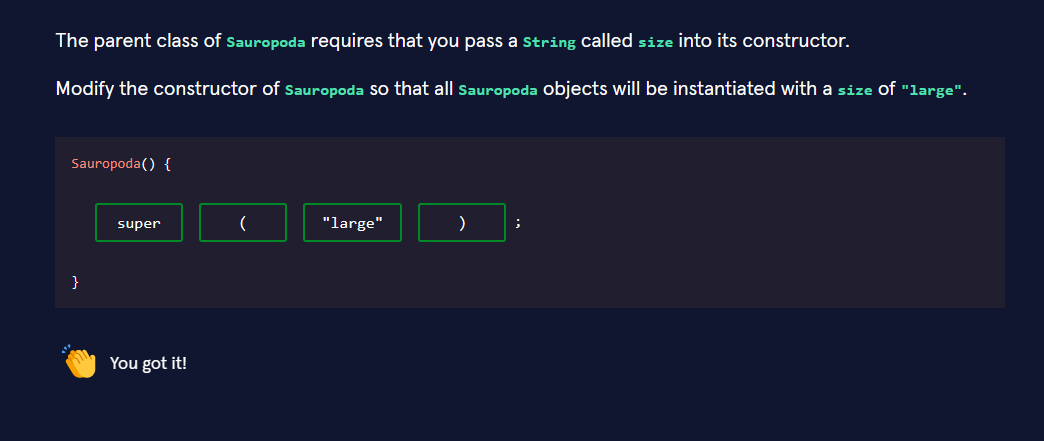 The parent class of Sauropoda requires that you pass a String called size into its constructor.
Modify the constructor of Sauropoda so that all Sauropoda objects will be instantiated with a size of "large".
Sauropoda() {
super ( "large" ) ;
}
You got it!